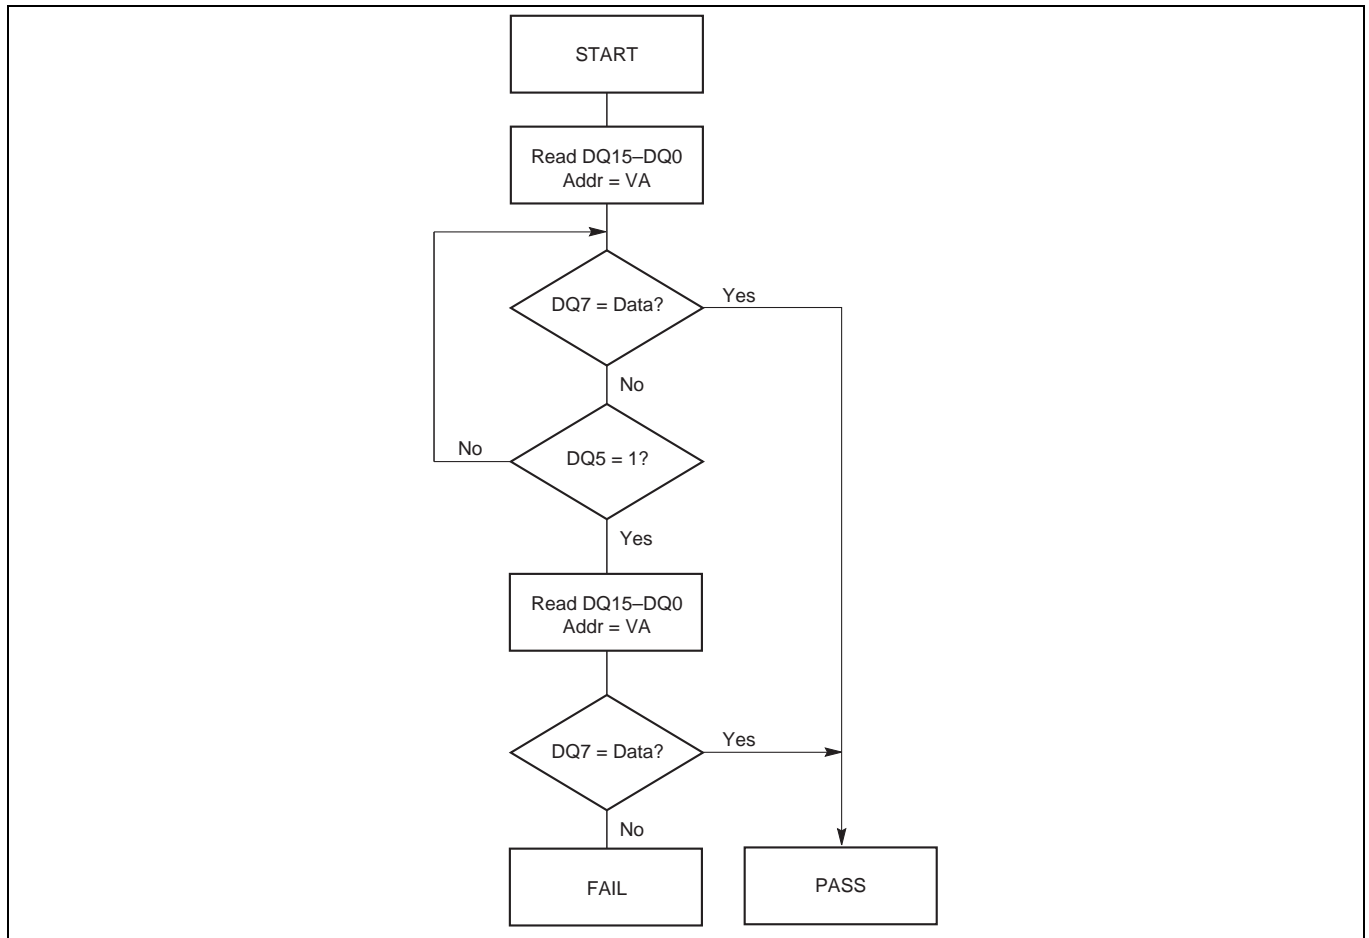 START
Read DQ15–DQ0
Addr = VA
DQ7 = Data?
Yes
No
No
DQ5 = 1?
Yes
Read DQ15–DQ0
Addr = VA
DQ7 = Data?
Yes
No
FAIL
PASS